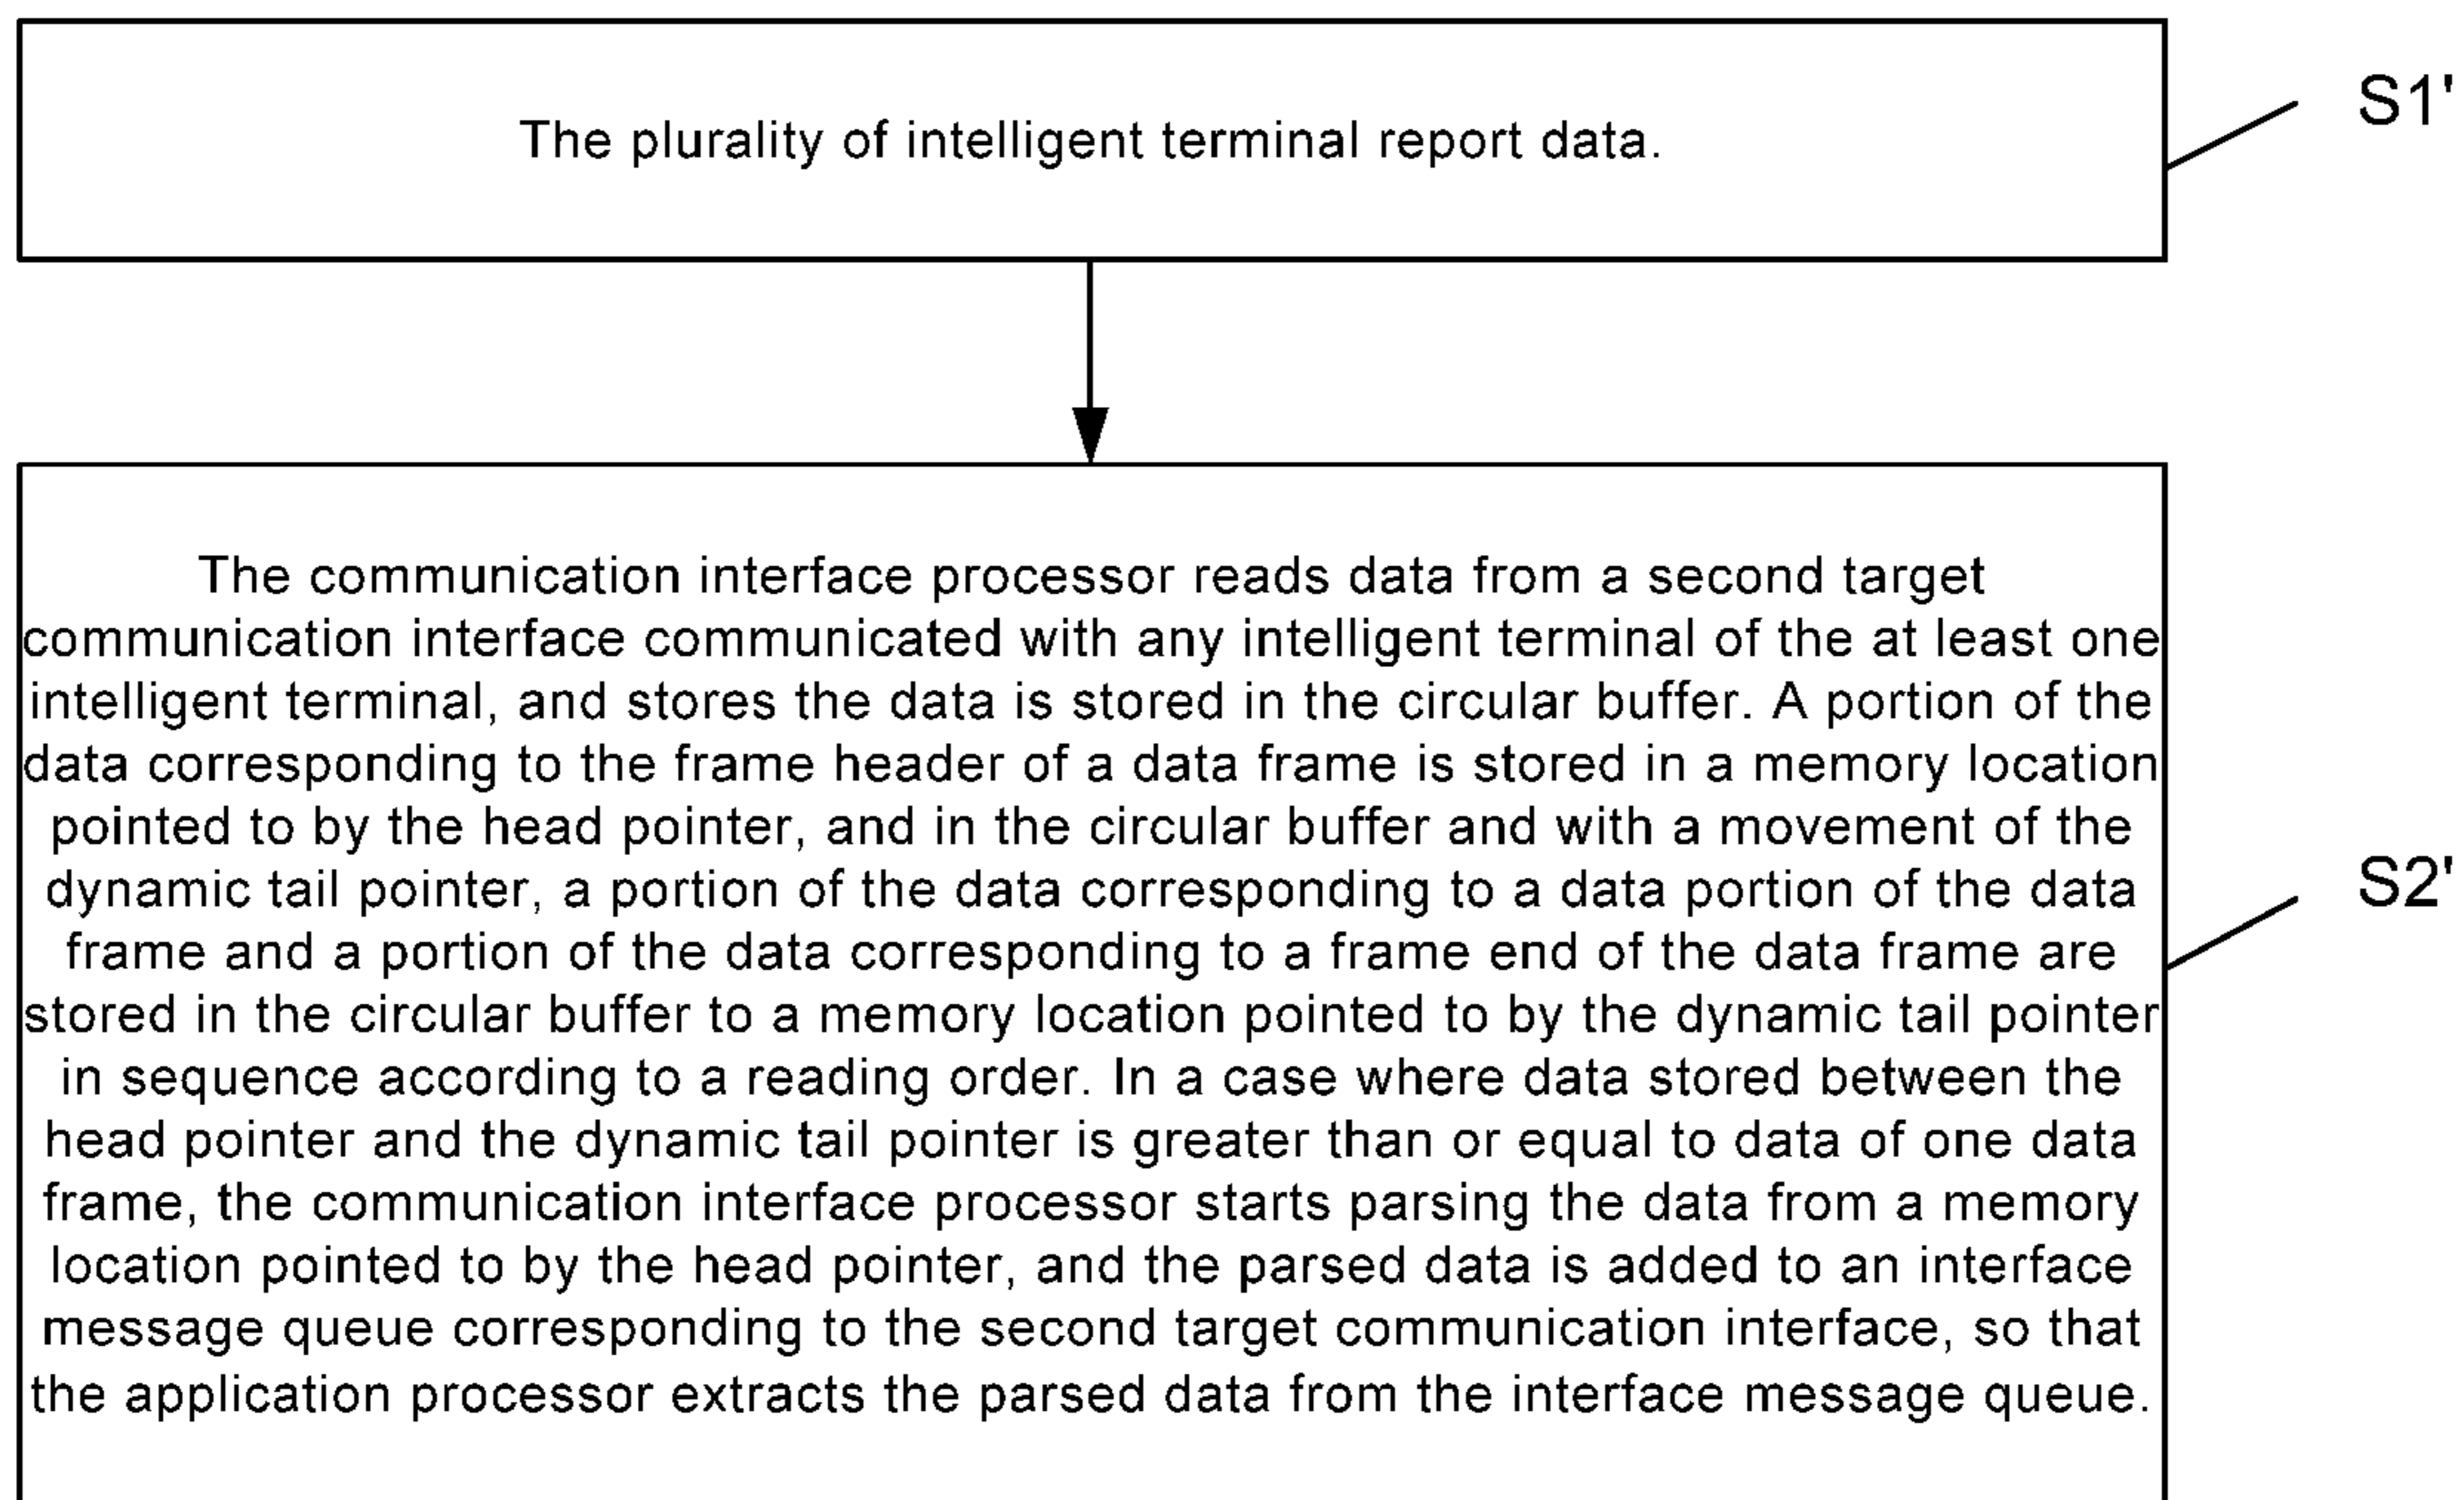 The plurality of intelligent terminal report data.
S1'
The communication interface processor reads data from a second target
communication interface communicated with any intelligent terminal of the at least one
intelligent terminal, and stores the data is stored in the circular buffer. A portion of the
data corresponding to the frame header of a data frame is stored in a memory location
pointed to by the head pointer, and in the circular buffer and with a movement of the
dynamic tail pointer, a portion of the data corresponding to a data portion of the data
frame and a portion of the data corresponding to a frame end of the data frame are
stored in the circular buffer to a memory location pointed to by the dynamic tail pointer
in sequence according to a reading order. In a case where data stored between the
head pointer and the dynamic tail pointer is greater than or equal to data of one data
frame, the communication interface processor starts parsing the data from a memory
location pointed to by the head pointer, and the parsed data is added to an interface
message queue corresponding to the second target communication interface, so that
the application processor extracts the parsed data from the interface message queue.
S2'